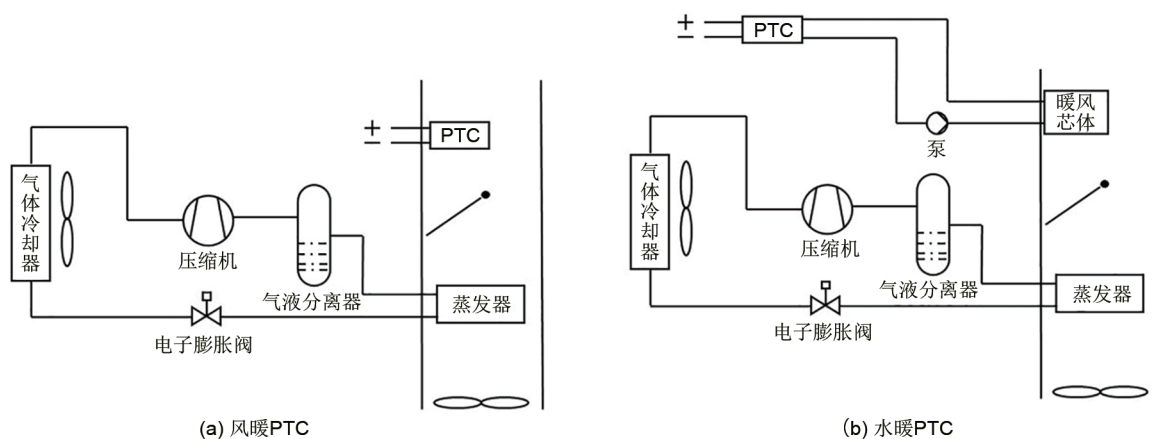 +
−
PTC
气体冷却器
压缩机
气液分离器
电子膨胀阀
蒸发器
(a) 风暖PTC
+
−
PTC
暖风
芯体
泵
气体冷却器
压缩机
气液分离器
电子膨胀阀
蒸发器
(b) 水暖PTC